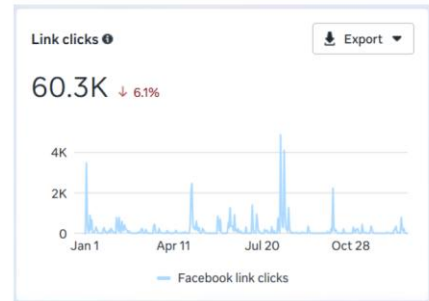 Link clicks
Export
60.3K ↓ 6.1%
4K
2K
0
Jan 1 Apr 11 Jul 20 Oct 28
Facebook link clicks